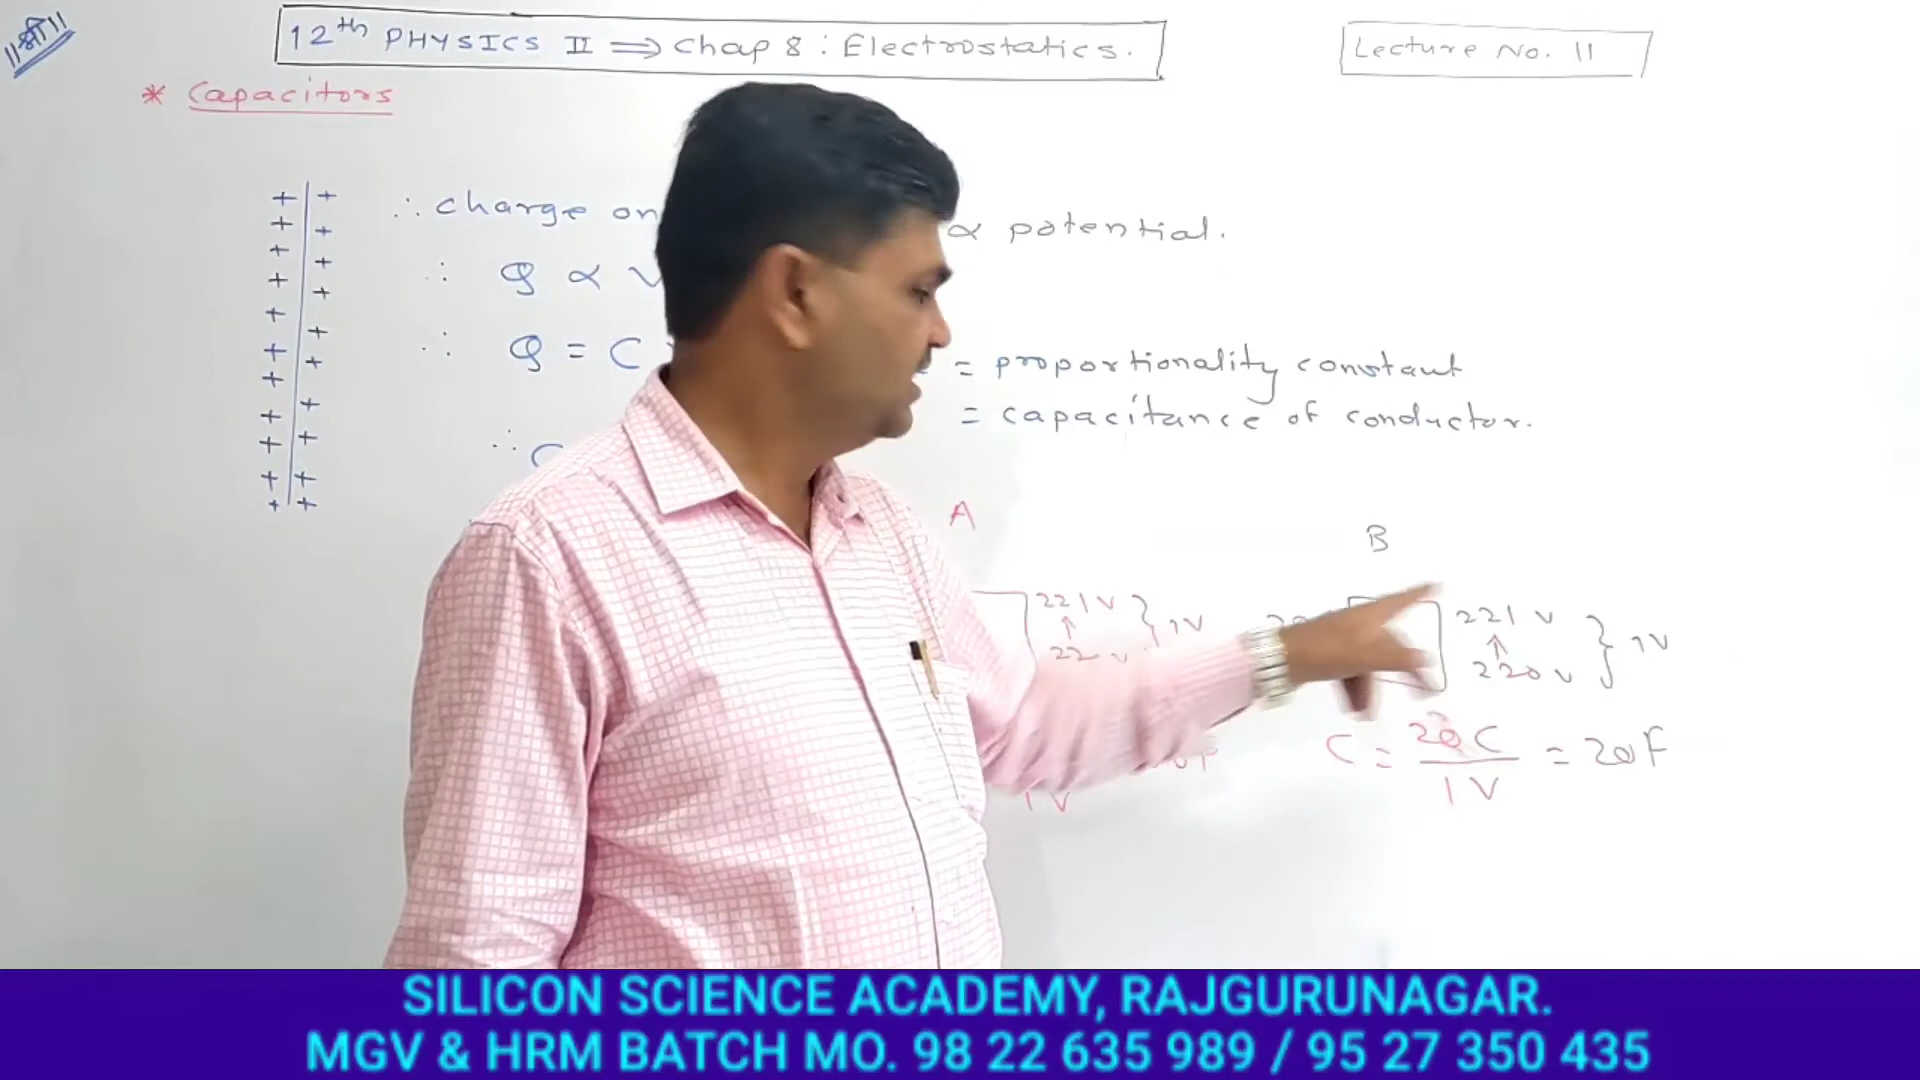 ॥श्री॥
12th PHYSICS II ⇒ Chap 8 : Electrostatics.
Lecture No. 11
* Capacitors
∴ charge on ∝ potential.
∴ Q ∝ V
∴ Q = C
= proportionality constant
= capacitance of conductor.
∴ C
A
B
221 V
↑
22 V
} 1V
1V
221 V
↑
220 V
} 1V
C = 20 C / 1 V = 20 F
SILICON SCIENCE ACADEMY, RAJGURUNAGAR.
MGV & HRM BATCH MO. 98 22 635 989 / 95 27 350 435